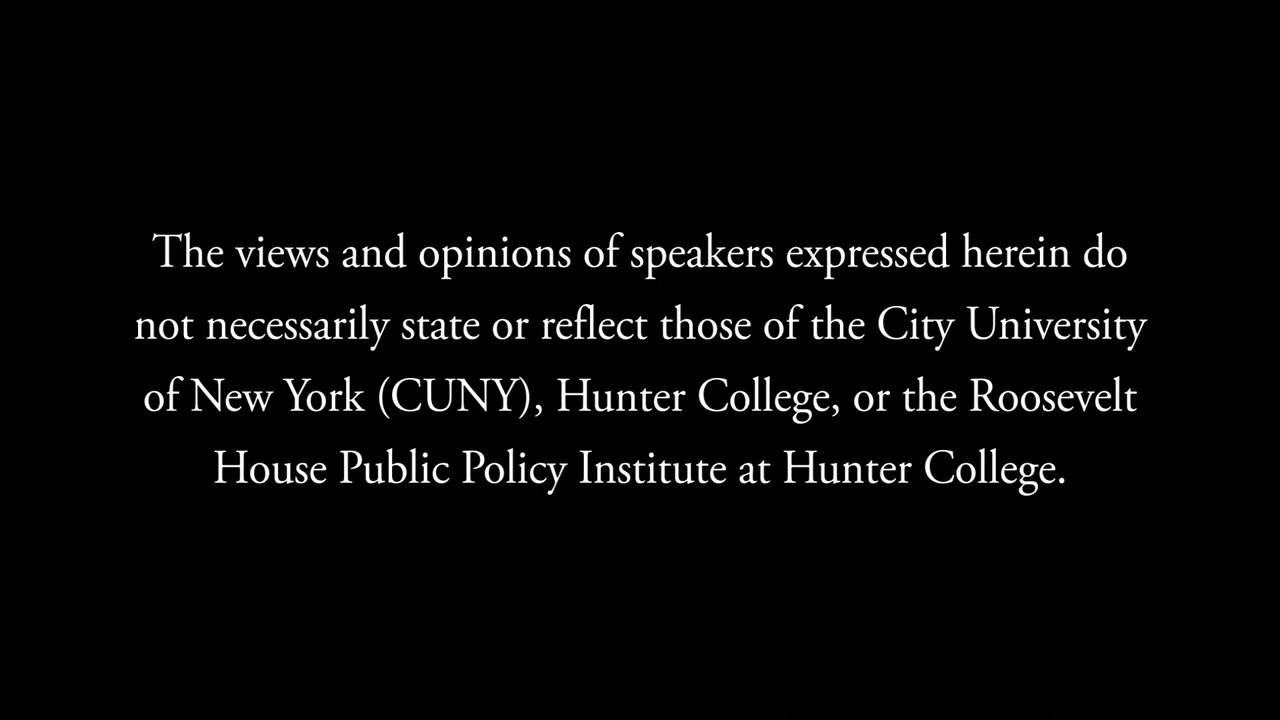 The views and opinions of speakers expressed herein do
not necessarily state or reflect those of the City University
of New York (CUNY), Hunter College, or the Roosevelt
House Public Policy Institute at Hunter College.